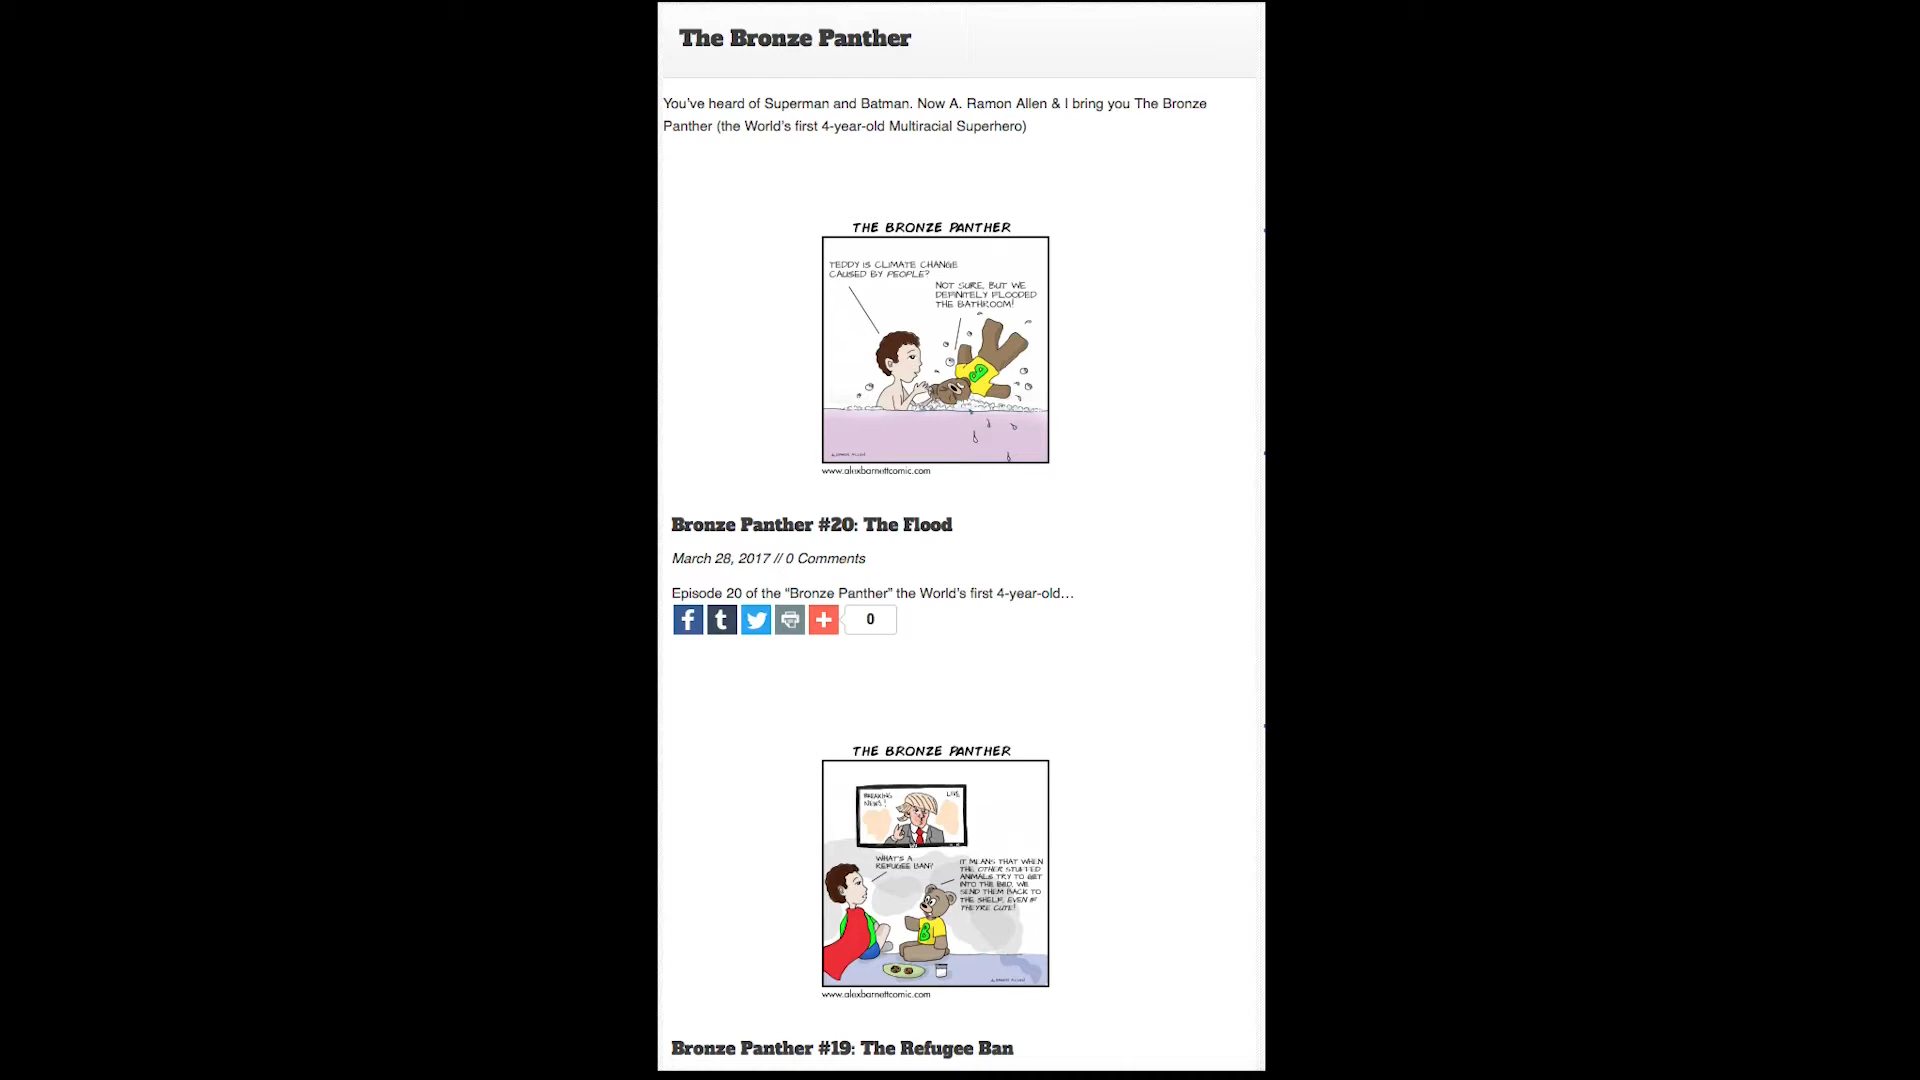 The Bronze Panther
You've heard of Superman and Batman. Now A. Ramon Allen & I bring you The Bronze
Panther (the World's first 4-year-old Multiracial Superhero)
THE BRONZE PANTHER
TEDDY IS CLIMATE CHANGE
CAUSED BY PEOPLE?
NOT SURE, BUT WE
DEFINITELY FLOODED
THE BATHROOM!
B
www.alexbarnettcomic.com
Bronze Panther #20: The Flood
March 28, 2017 // 0 Comments
Episode 20 of the “Bronze Panther” the World's first 4-year-old…
f t + 0
THE BRONZE PANTHER
BREAKING
NEWS!
LIVE
WHAT'S A
REFUGEE BAN?
IT MEANS THAT WHEN
THE OTHER STUFFED
ANIMALS TRY TO GET
INTO THE BED, WE
SEND THEM BACK TO
THE SHELF, EVEN IF
THEY'RE CUTE!
B
www.alexbarnettcomic.com
Bronze Panther #19: The Refugee Ban